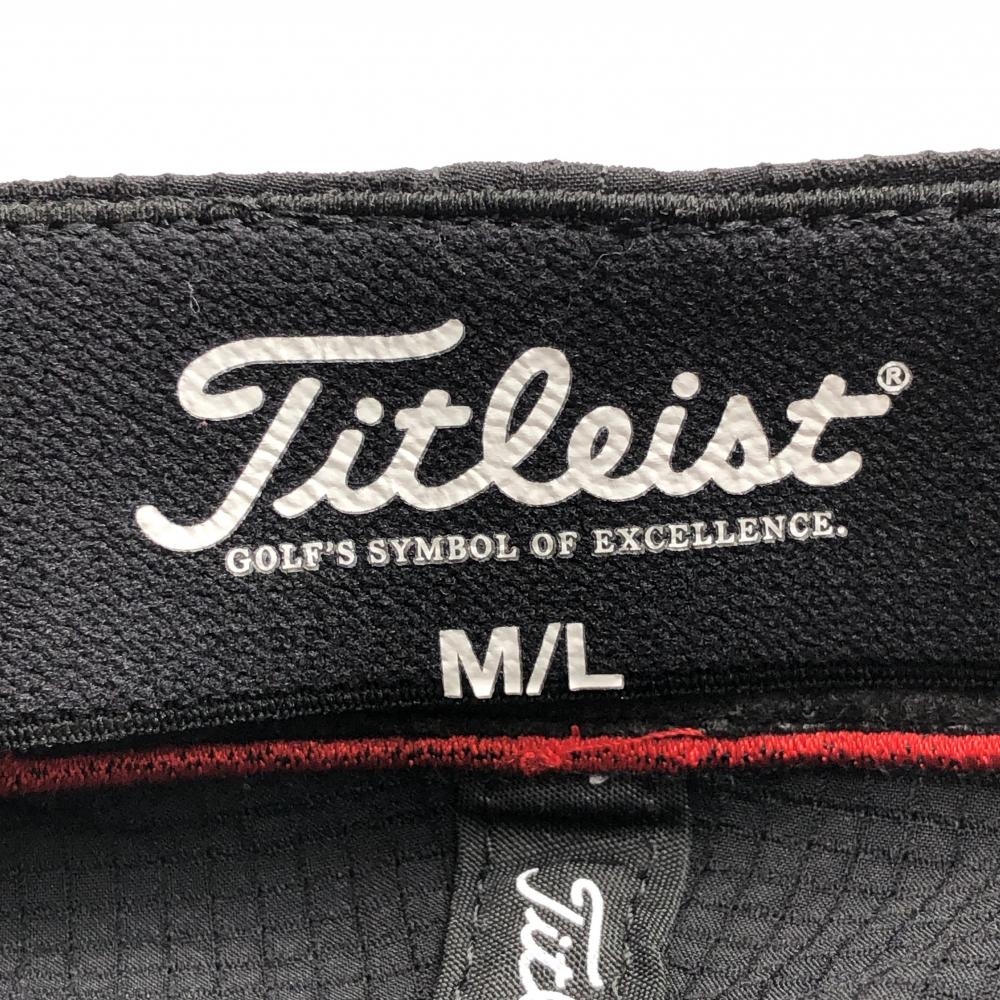 Titleist®
GOLF'S SYMBOL OF EXCELLENCE.
M/L